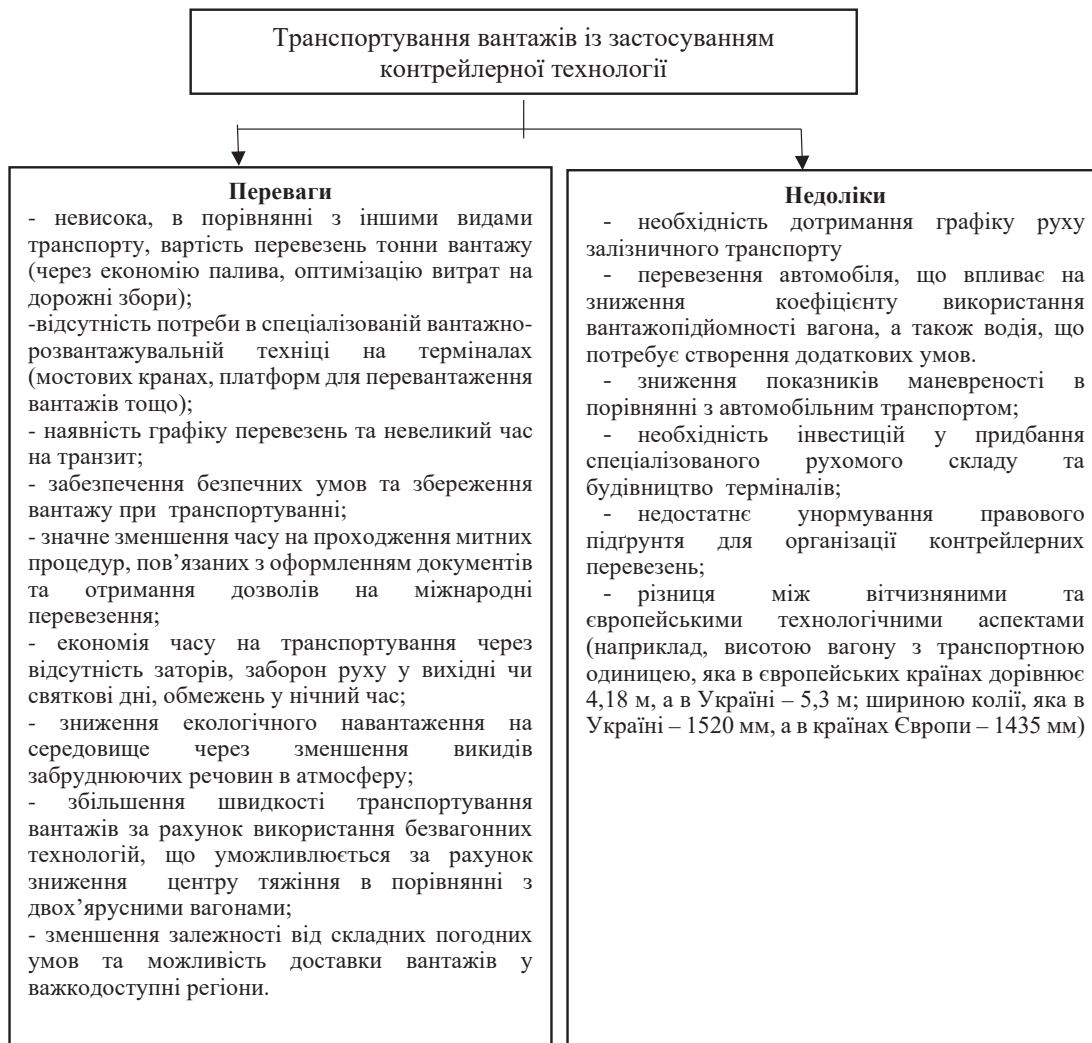 Транспортування вантажів із застосуванням
контрейлерної технології
Переваги
- невисока, в порівнянні з іншими видами
транспорту, вартість перевезень тонни вантажу
(через економію палива, оптимізацію витрат на
дорожні збори);
-відсутність потреби в спеціалізованій вантажно-
розвантажувальній техніці на терміналах
(мостових кранах, платформ для перевантаження
вантажів тощо);
- наявність графіку перевезень та невеликий час
на транзит;
- забезпечення безпечних умов та збереження
вантажу при транспортуванні;
- значне зменшення часу на проходження митних
процедур, пов’язаних з оформленням документів
та отримання дозволів на міжнародні
перевезення;
- економія часу на транспортування через
відсутність заторів, заборон руху у вихідні чи
святкові дні, обмежень у нічний час;
- зниження екологічного навантаження на
середовище через зменшення викидів
забруднюючих речовин в атмосферу;
- збільшення швидкості транспортування
вантажів за рахунок використання безвагонних
технологій, що уможливлюється за рахунок
зниження центру тяжіння в порівнянні з
двох’ярусними вагонами;
- зменшення залежності від складних погодних
умов та можливість доставки вантажів у
важкодоступні регіони.
Недоліки
- необхідність дотримання графіку руху
залізничного транспорту
- перевезення автомобіля, що впливає на
зниження коефіцієнту використання
вантажопідйомності вагона, а також водія, що
потребує створення додаткових умов.
- зниження показників маневреності в
порівнянні з автомобільним транспортом;
- необхідність інвестицій у придбання
спеціалізованого рухомого складу та
будівництво терміналів;
- недостатнє унормування правового
підґрунтя для організації контрейлерних
перевезень;
- різниця між вітчизняними та
європейськими технологічними аспектами
(наприклад, висотою вагону з транспортною
одиницею, яка в європейських країнах дорівнює
4,18 м, а в Україні – 5,3 м; шириною колії, яка в
Україні – 1520 мм, а в країнах Європи – 1435 мм)